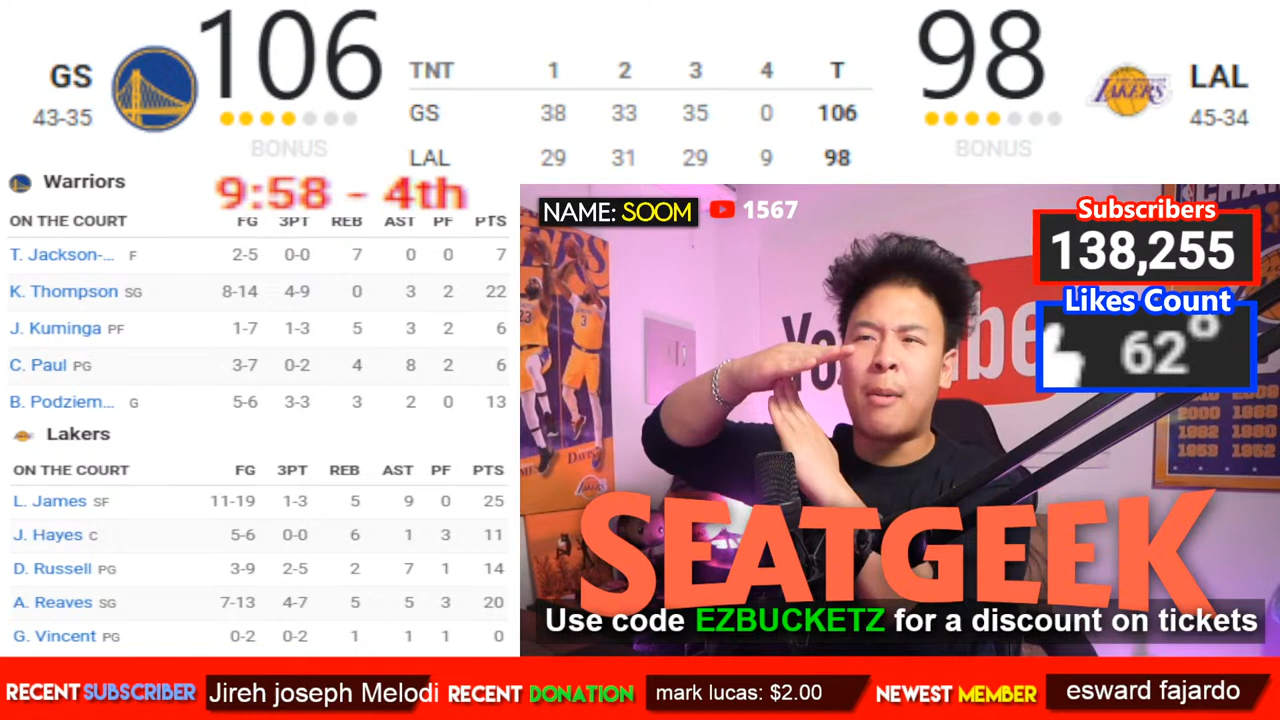 GS 43-35 106 BONUS
TNT 1 2 3 4 T
GS 38 33 35 0 106
LAL 29 31 29 9 98
98 BONUS LAL 45-34
LAKERS
Warriors
9:58 - 4th
ON THE COURT FG 3PT REB AST PF PTS
T. Jackson-... F 2-5 0-0 7 0 0 7
K. Thompson SG 8-14 4-9 0 3 2 22
J. Kuminga PF 1-7 1-3 5 3 2 6
C. Paul PG 3-7 0-2 4 8 2 6
B. Podziem... G 5-6 3-3 3 2 0 13
Lakers
ON THE COURT FG 3PT REB AST PF PTS
L. James SF 11-19 1-3 5 9 0 25
J. Hayes C 5-6 0-0 6 1 3 11
D. Russell PG 3-9 2-5 2 7 1 14
A. Reaves SG 7-13 4-7 5 5 3 20
G. Vincent PG 0-2 0-2 1 1 1 0
NAME: SOOM 1567
Subscribers
138,255
Likes Count
62
23
3
DAVIS
LAKERS
2000 1988
1982 1980
SEATGEEK
Use code EZBUCKETZ for a discount on tickets
RECENT SUBSCRIBER Jireh joseph Melodi RECENT DONATION mark lucas: $2.00 NEWEST MEMBER esward fajardo